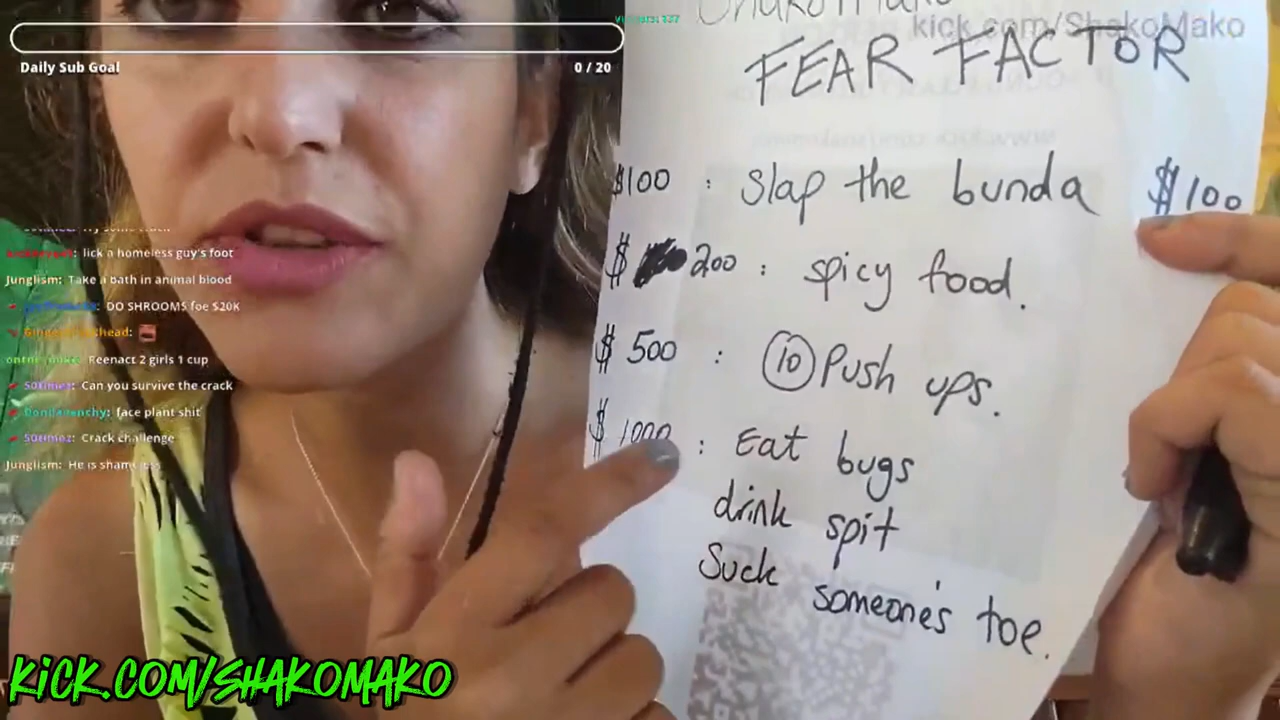 Daily Sub Goal
0 / 20
lick a homeless guy's foot
Junglism: Take a bath in animal blood
DO SHROOMS foe $20K
Reenact 2 girls 1 cup
Can you survive the crack
face plant shit
Crack challenge
Junglism: He is shameless
KICK.COM/SHAKOMAKO
ShakoMako
kick.com/ShakoMako
FEAR FACTOR
$100 : Slap the bunda $100
$ 200 : spicy food.
$ 500 : 10 Push ups.
$ 1000 : Eat bugs
drink spit
Suck someone's toe.